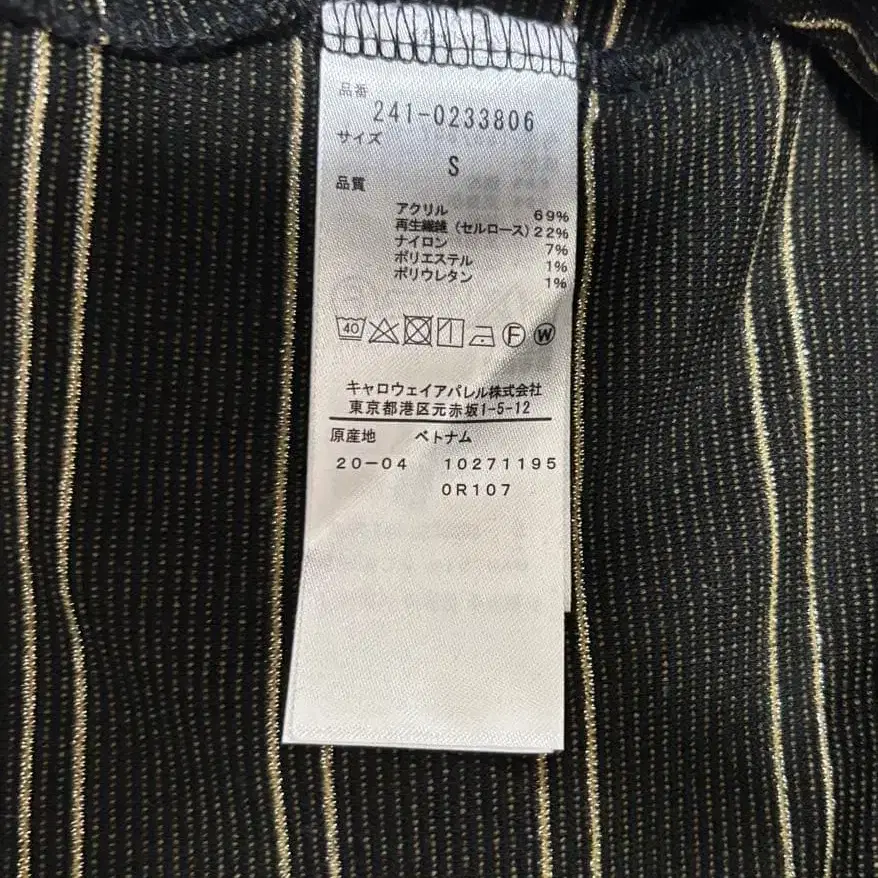 品番
241-0233806
サイズ
S
品質
アクリル 69%
再生繊維（セルロース）22%
ナイロン 7%
ポリエステル 1%
ポリウレタン 1%
40 F W
キャロウェイアパレル株式会社
東京都港区元赤坂1-5-12
原産地 ベトナム
20-04 10271195
0R107